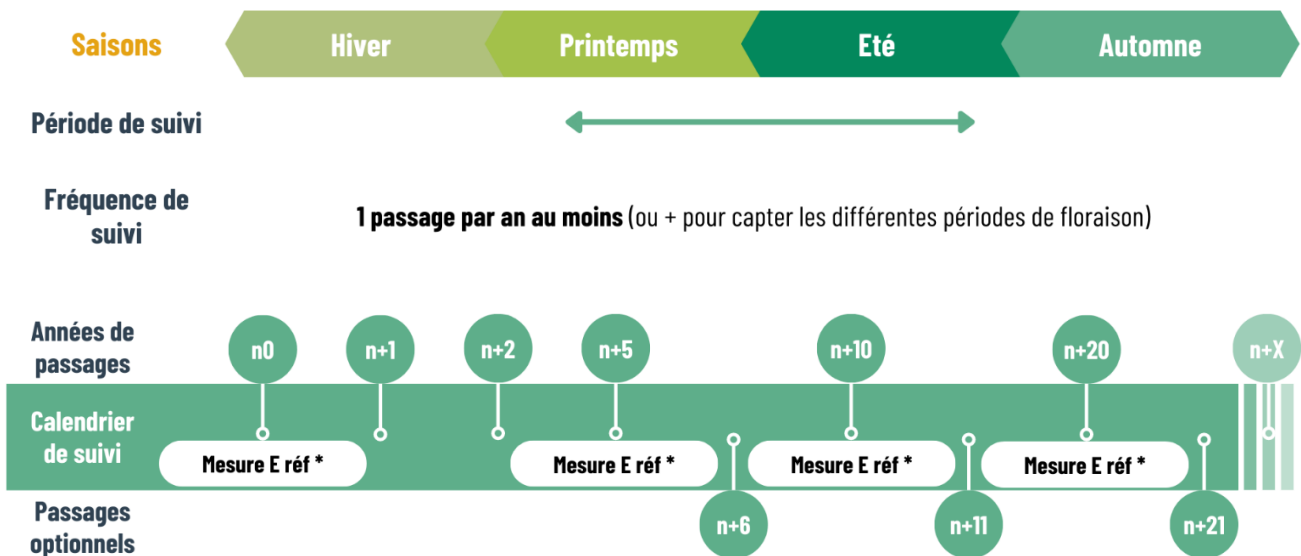 Saisons
Hiver
Printemps
Eté
Automne
Période de suivi
Fréquence de
suivi
1 passage par an au moins (ou + pour capter les différentes périodes de floraison)
Années de
passages
n0
n+1
n+2
n+5
n+10
n+20
n+X
Calendrier
de suivi
Mesure E réf *
Mesure E réf *
Mesure E réf *
Mesure E réf *
Passages
optionnels
n+6
n+11
n+21